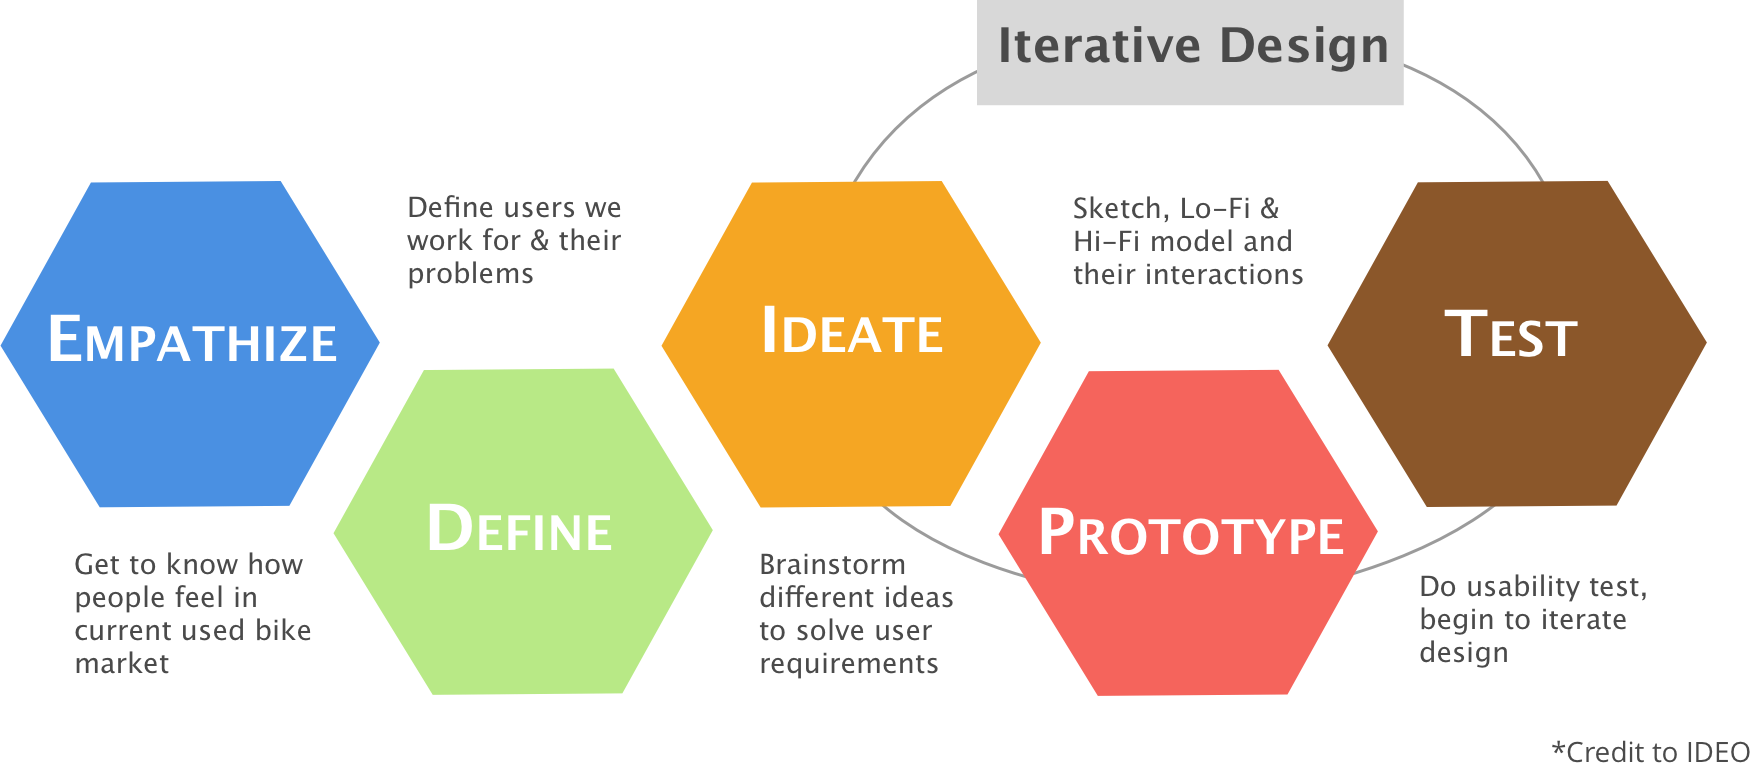 Iterative Design
EMPATHIZE
Get to know how
people feel in
current used bike
market
Define users we
work for & their
problems
DEFINE
IDEATE
Brainstorm
different ideas
to solve user
requirements
Sketch, Lo-Fi &
Hi-Fi model and
their interactions
PROTOTYPE
TEST
Do usability test,
begin to iterate
design
*Credit to IDEO